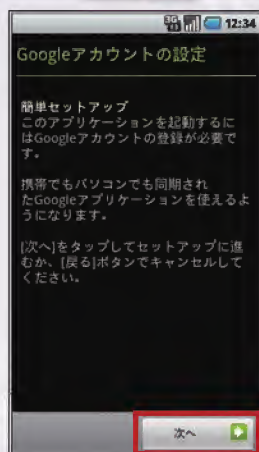 3G
12:34
Googleアカウントの設定
簡単セットアップ
このアプリケーションを起動するに
はGoogleアカウントの登録が必要で
す。
携帯でもパソコンでも同期され
たGoogleアプリケーションを使えるよ
うになります。
[次へ]をタップしてセットアップに進
むか、[戻る]ボタンでキャンセルして
ください。
次へ